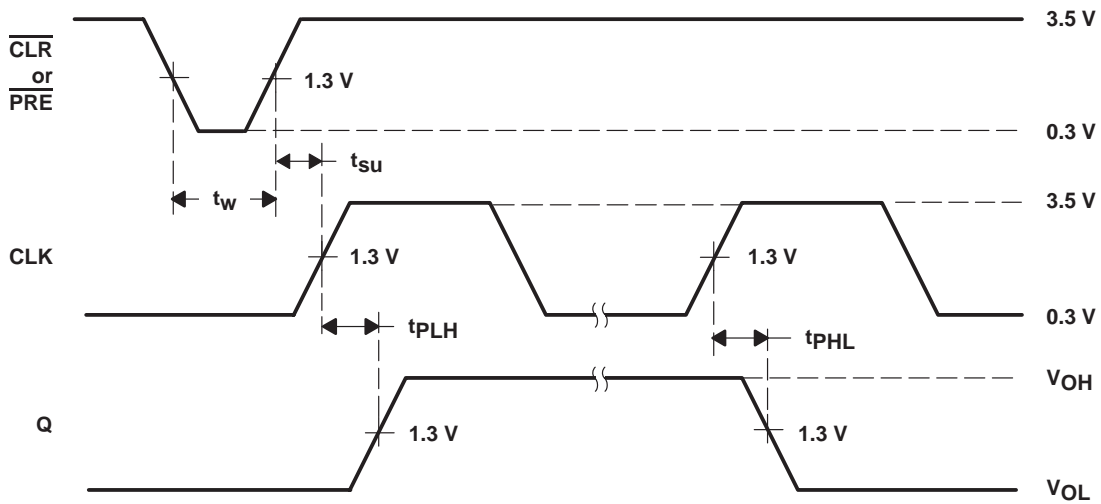 3.5 V
CLR
or
PRE
1.3 V
0.3 V
tsu
tw
3.5 V
CLK
1.3 V
1.3 V
0.3 V
tPLH
tPHL
VOH
Q
1.3 V
1.3 V
VOL